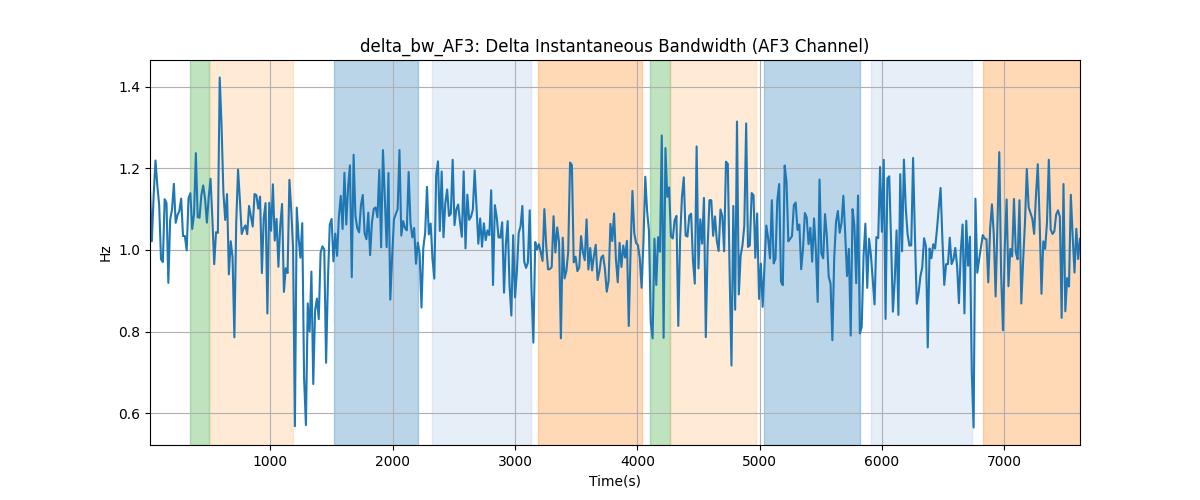 delta_bw_AF3: Delta Instantaneous Bandwidth (AF3 Channel)
1.4
1.2
1.0
0.8
0.6
Hz
1000 2000 3000 4000 5000 6000 7000
Time(s)